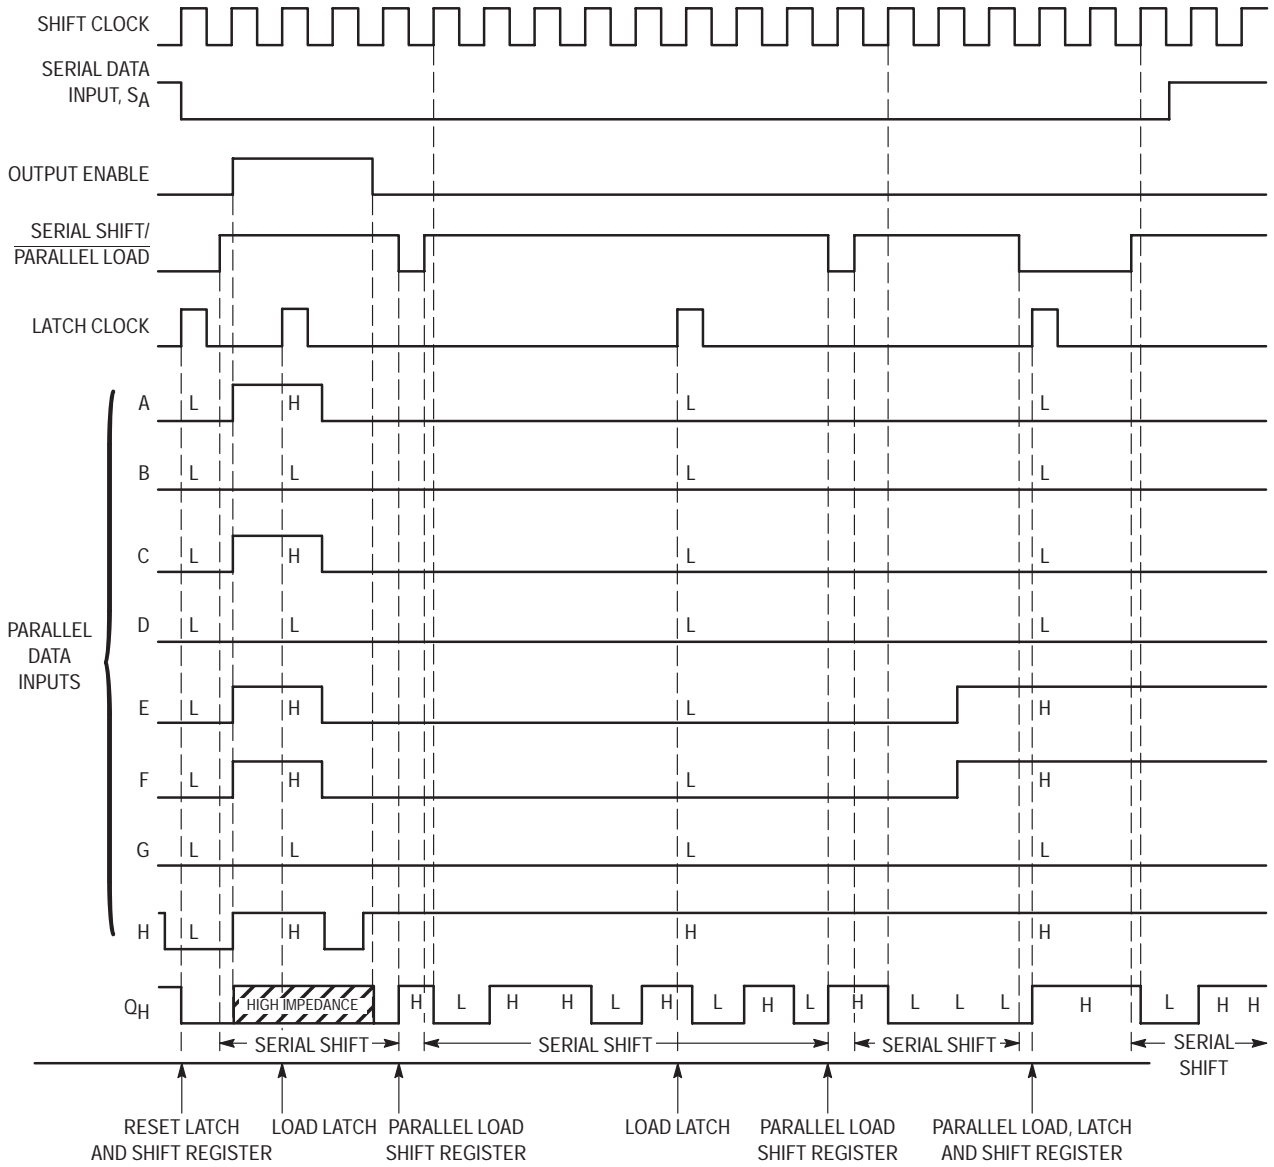 SHIFT CLOCK
SERIAL DATA
INPUT, SA
OUTPUT ENABLE
SERIAL SHIFT/
PARALLEL LOAD
LATCH CLOCK
PARALLEL
DATA
INPUTS
A L H L L
B L L L L
C L H L L
D L L L L
E L H L H
F L H L H
G L L L L
H L H H H
QH HIGH IMPEDANCE H L H H L H L H L H L L L H L H H
SERIAL SHIFT SERIAL SHIFT SERIAL SHIFT SERIAL
SHIFT
RESET LATCH
AND SHIFT REGISTER
LOAD LATCH
PARALLEL LOAD
SHIFT REGISTER
LOAD LATCH
PARALLEL LOAD
SHIFT REGISTER
PARALLEL LOAD, LATCH
AND SHIFT REGISTER